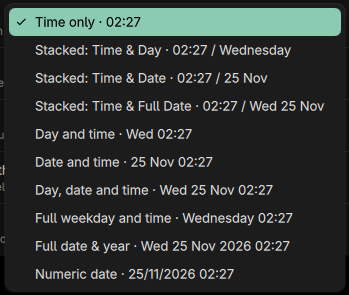 Time only · 02:27
Stacked: Time & Day · 02:27 / Wednesday
Stacked: Time & Date · 02:27 / 25 Nov
Stacked: Time & Full Date · 02:27 / Wed 25 Nov
Day and time · Wed 02:27
Date and time · 25 Nov 02:27
Day, date and time · Wed 25 Nov 02:27
Full weekday and time · Wednesday 02:27
Full date & year · Wed 25 Nov 2026 02:27
Numeric date · 25/11/2026 02:27